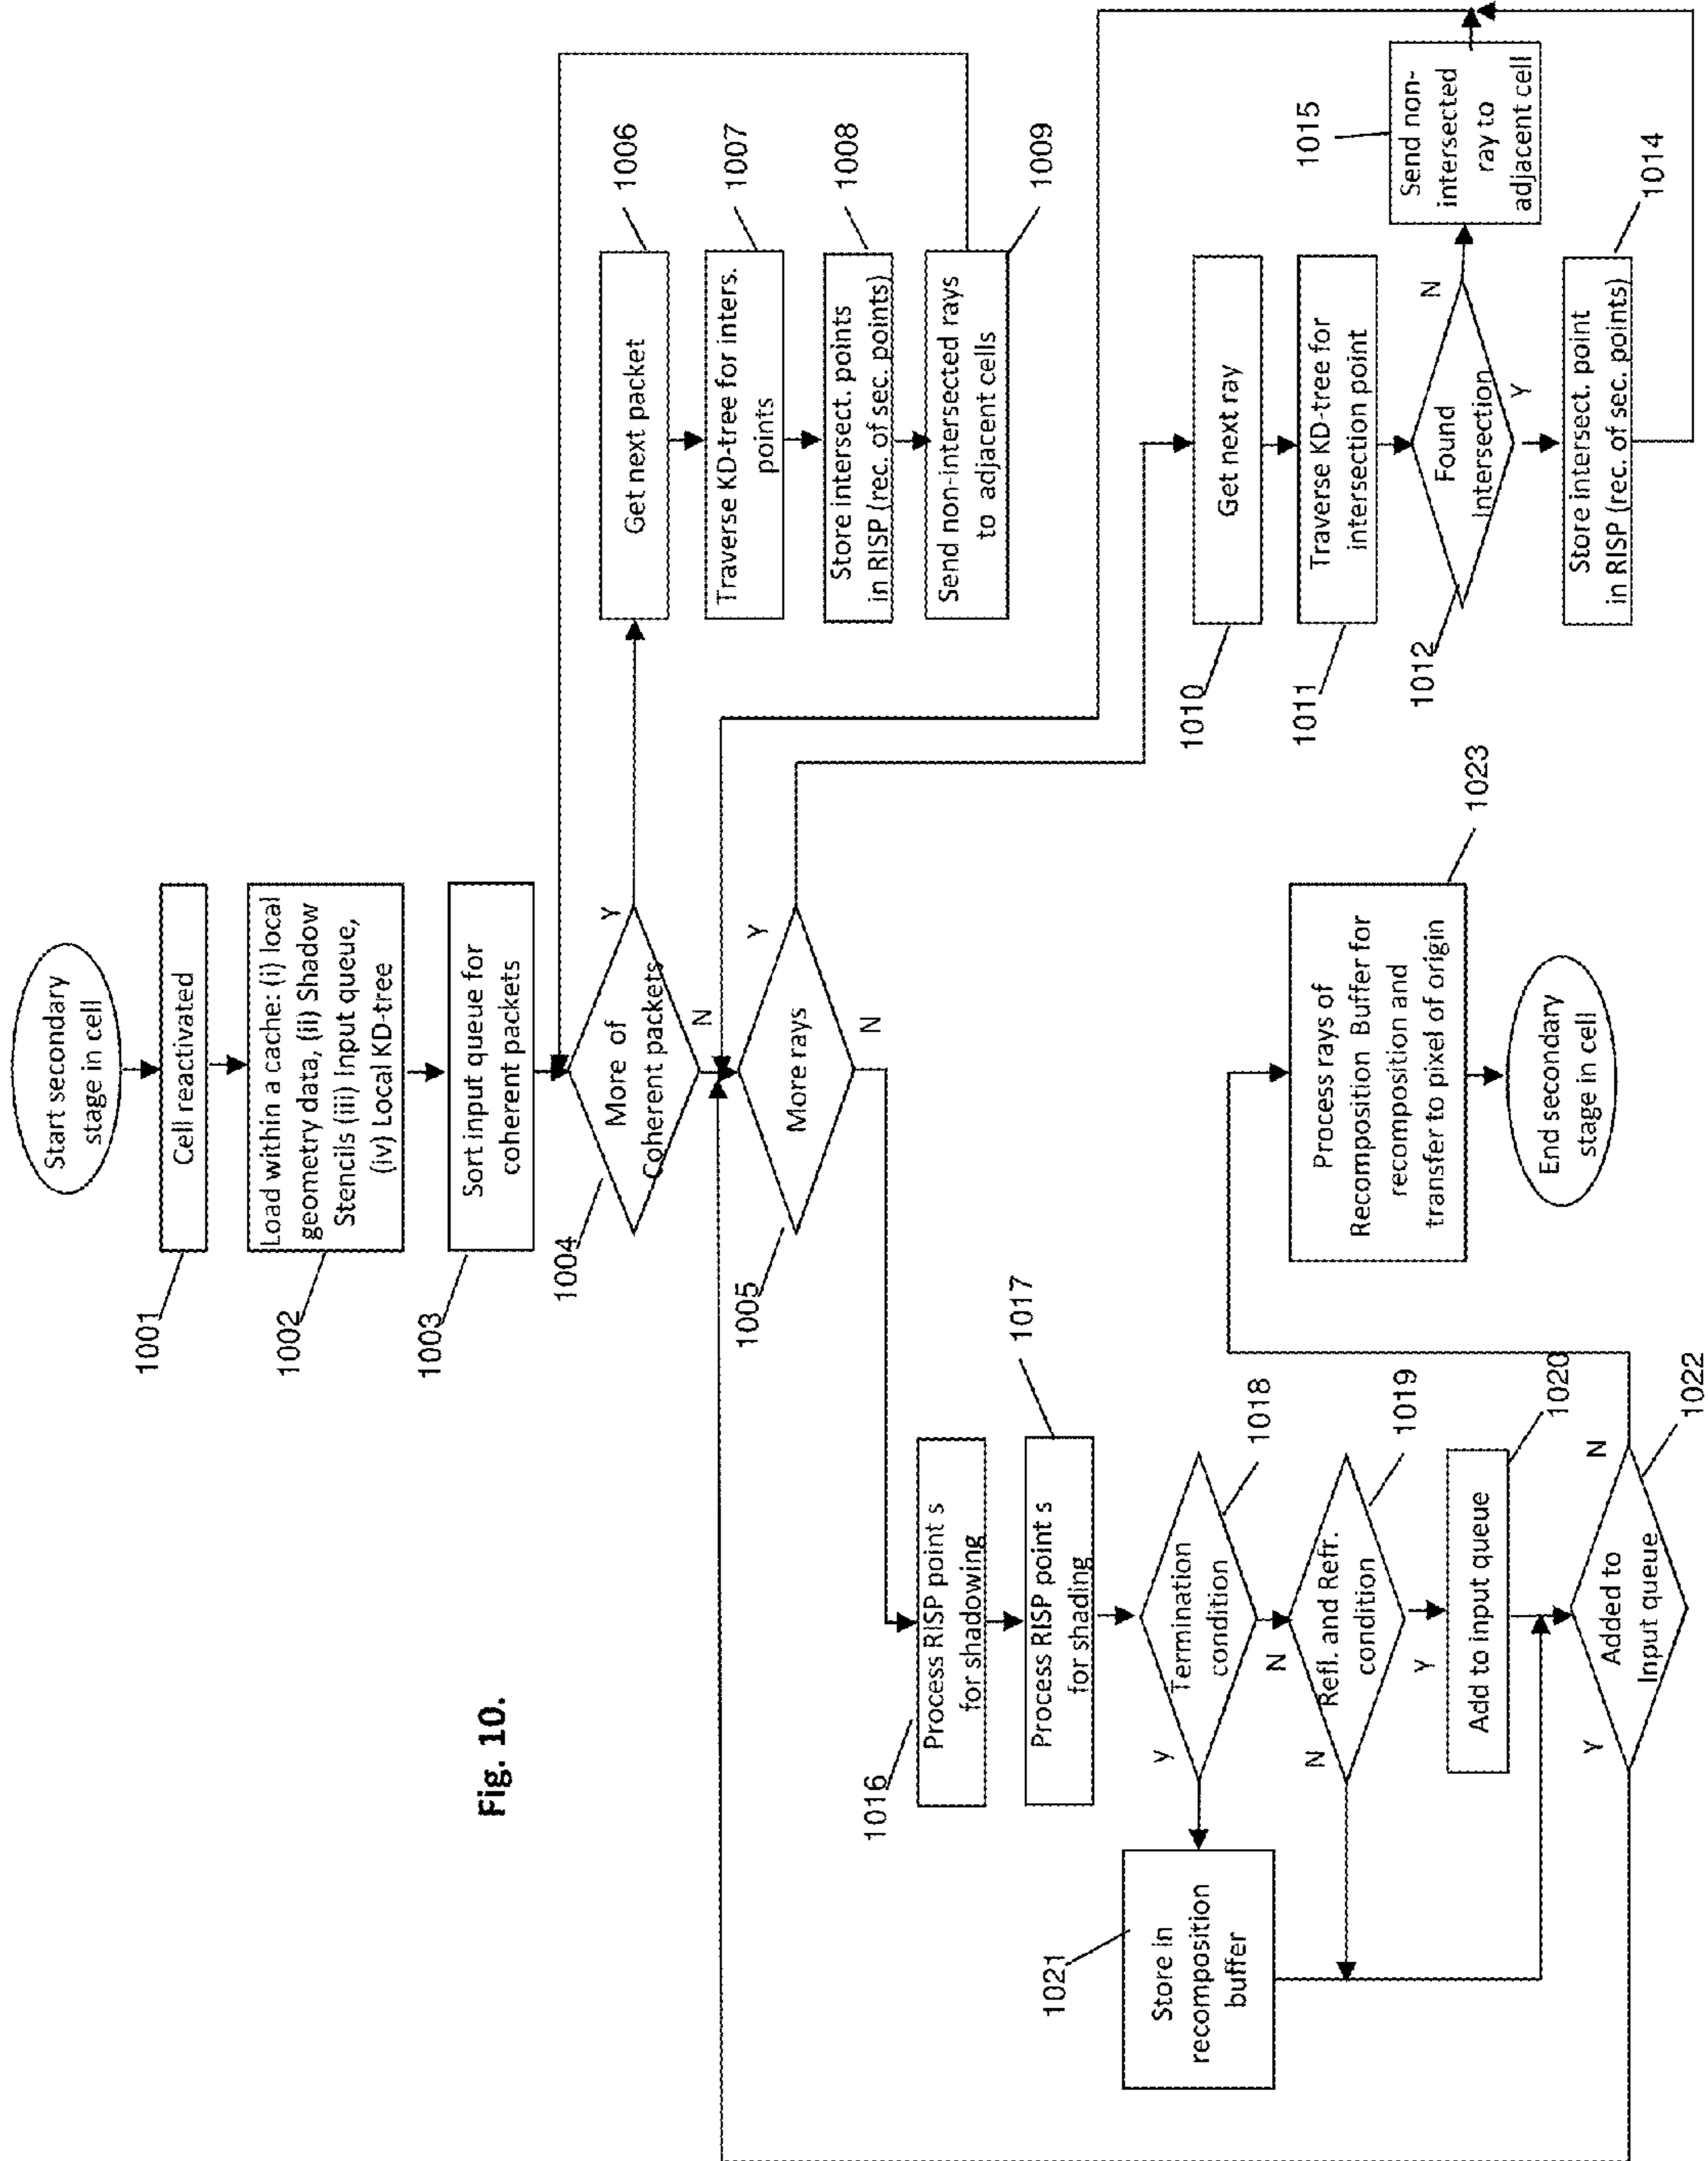 Start secondary
stage in cell
1001
Cell reactivated
1002
Load within a cache: (i) local
geometry data, (ii) Shadow
Stencils (iii) Input queue,
(iv) Local KD-tree
1003
Sort input queue for
coherent packets
1004
More of
Coherent packets
Y
N
1005
More rays
Y
N
Get next packet
1006
Traverse KD-tree for inters.
points
1007
Store intersect. points
in RISP (rec. of sec. points)
1008
Send non-intersected rays
to adjacent cells
1009
1010
Get next ray
1011
Traverse KD-tree for
intersection point
1012
Found
Intersection
N
Y
1015
Send non-
intersected
ray to
adjacent cell
Store intersect. point
in RISP (rec. of sec. points)
1014
Fig. 10.
1016
Process RISP point s
for shadowing
1017
Process RISP point s
for shading
1018
Termination
condition
Y
N
1019
Refl. and Refr.
condition
N
Y
1020
Add to input queue
1021
Store in
recomposition
buffer
1022
Added to
Input queue
Y
N
1023
Process rays of
Recomposition Buffer for
recomposition and
transfer to pixel of origin
End secondary
stage in cell